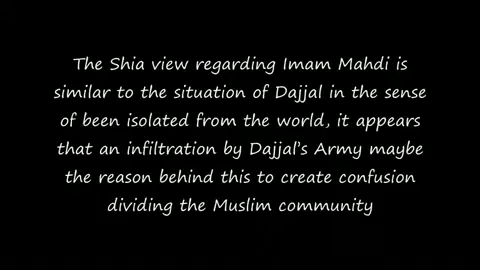 The Shia view regarding Imam Mahdi is
similar to the situation of Dajjal in the sense
of been isolated from the world, it appears
that an infiltration by Dajjal's Army maybe
the reason behind this to create confusion
dividing the Muslim community